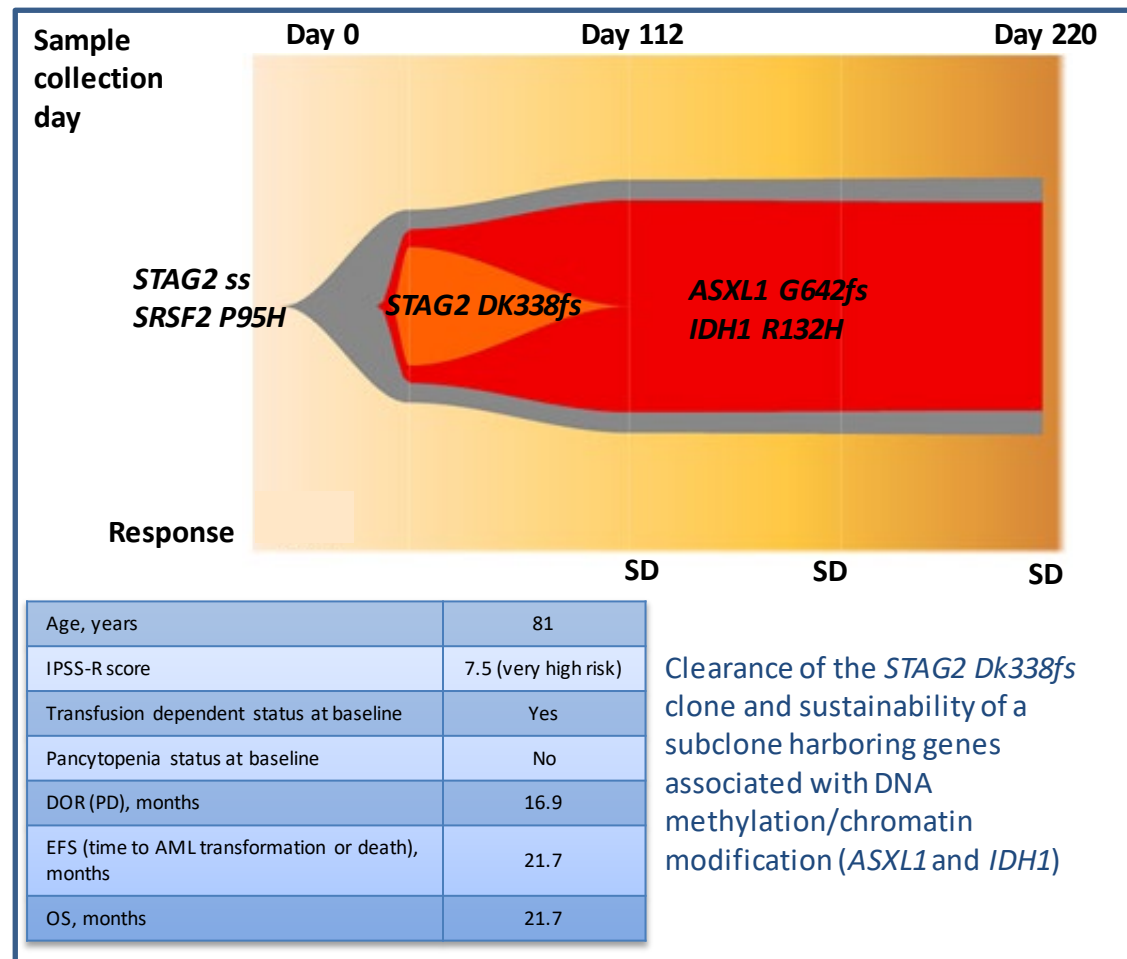 Sample
collection
day
Day 0
Day 112
Day 220
STAG2 ss
SRSF2 P95H
STAG2 DK338fs
ASXL1 G642fs
IDH1 R132H
Response
SD
SD
SD
Age, years 81
IPSS-R score 7.5 (very high risk)
Transfusion dependent status at baseline Yes
Pancytopenia status at baseline No
DOR (PD), months 16.9
EFS (time to AML transformation or death),
months 21.7
OS, months 21.7
Clearance of the STAG2 Dk338fs
clone and sustainability of a
subclone harboring genes
associated with DNA
methylation/chromatin
modification (ASXL1 and IDH1)